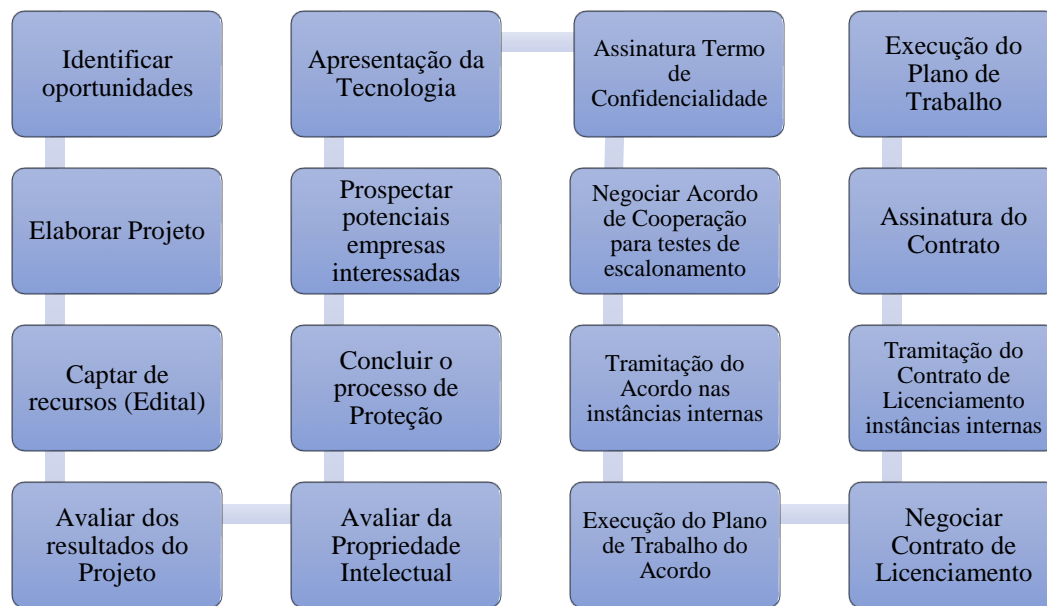 Identificar
oportunidades
Elaborar Projeto
Captar de
recursos (Edital)
Avaliar dos
resultados do
Projeto
Avaliar da
Propriedade
Intelectual
Concluir o
processo de
Proteção
Prospectar
potenciais
empresas
interessadas
Apresentação da
Tecnologia
Assinatura Termo
de
Confidencialidade
Negociar Acordo
de Cooperação
para testes de
escalonamento
Tramitação do
Acordo nas
instâncias internas
Execução do Plano
de Trabalho do
Acordo
Negociar
Contrato de
Licenciamento
Tramitação do
Contrato de
Licenciamento
instâncias internas
Assinatura do
Contrato
Execução do
Plano de
Trabalho